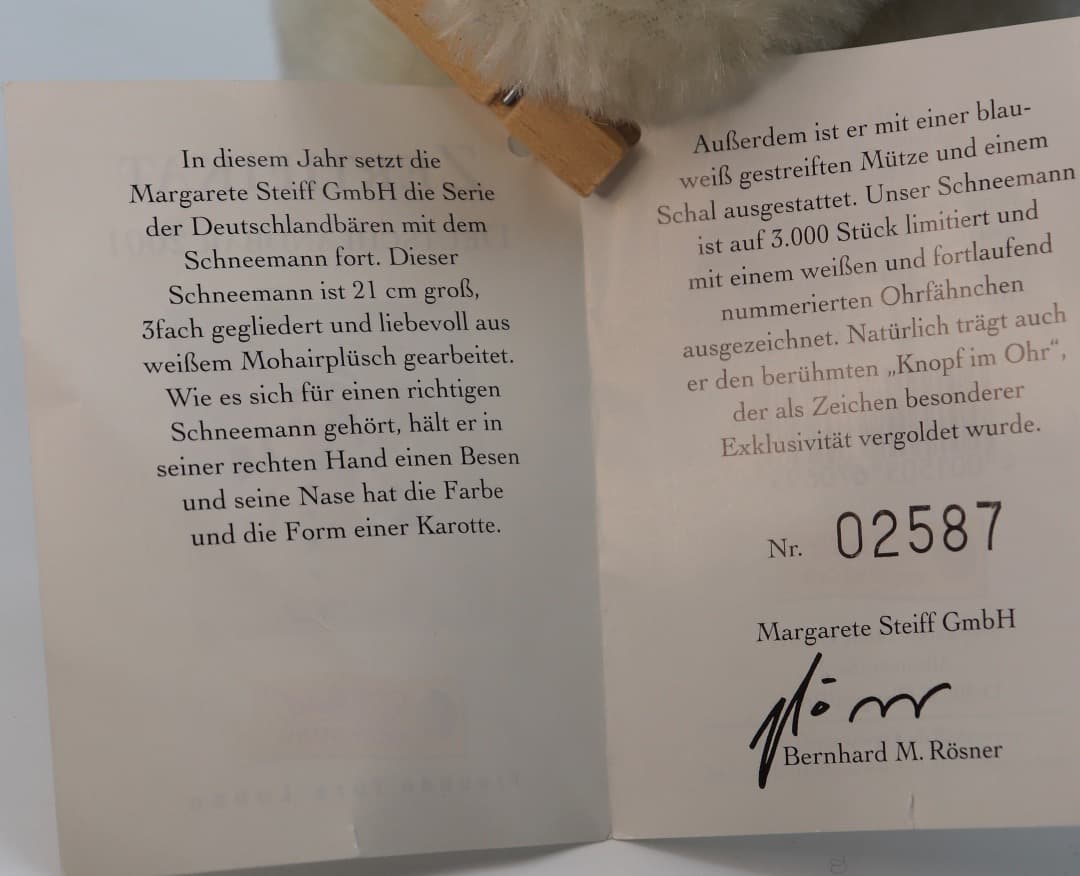 In diesem Jahr setzt die
Margarete Steiff GmbH die Serie
der Deutschlandbären mit dem
Schneemann fort. Dieser
Schneemann ist 21 cm groß,
3fach gegliedert und liebevoll aus
weißem Mohairplüsch gearbeitet.
Wie es sich für einen richtigen
Schneemann gehört, hält er in
seiner rechten Hand einen Besen
und seine Nase hat die Farbe
und die Form einer Karotte.
Außerdem ist er mit einer blau-
weiß gestreiften Mütze und einem
Schal ausgestattet. Unser Schneemann
ist auf 3.000 Stück limitiert und
mit einem weißen und fortlaufend
nummerierten Ohrfähnchen
ausgezeichnet. Natürlich trägt auch
er den berühmten „Knopf im Ohr“,
der als Zeichen besonderer
Exklusivität vergoldet wurde.
Nr. 02587
Margarete Steiff GmbH
Bernhard M. Rösner